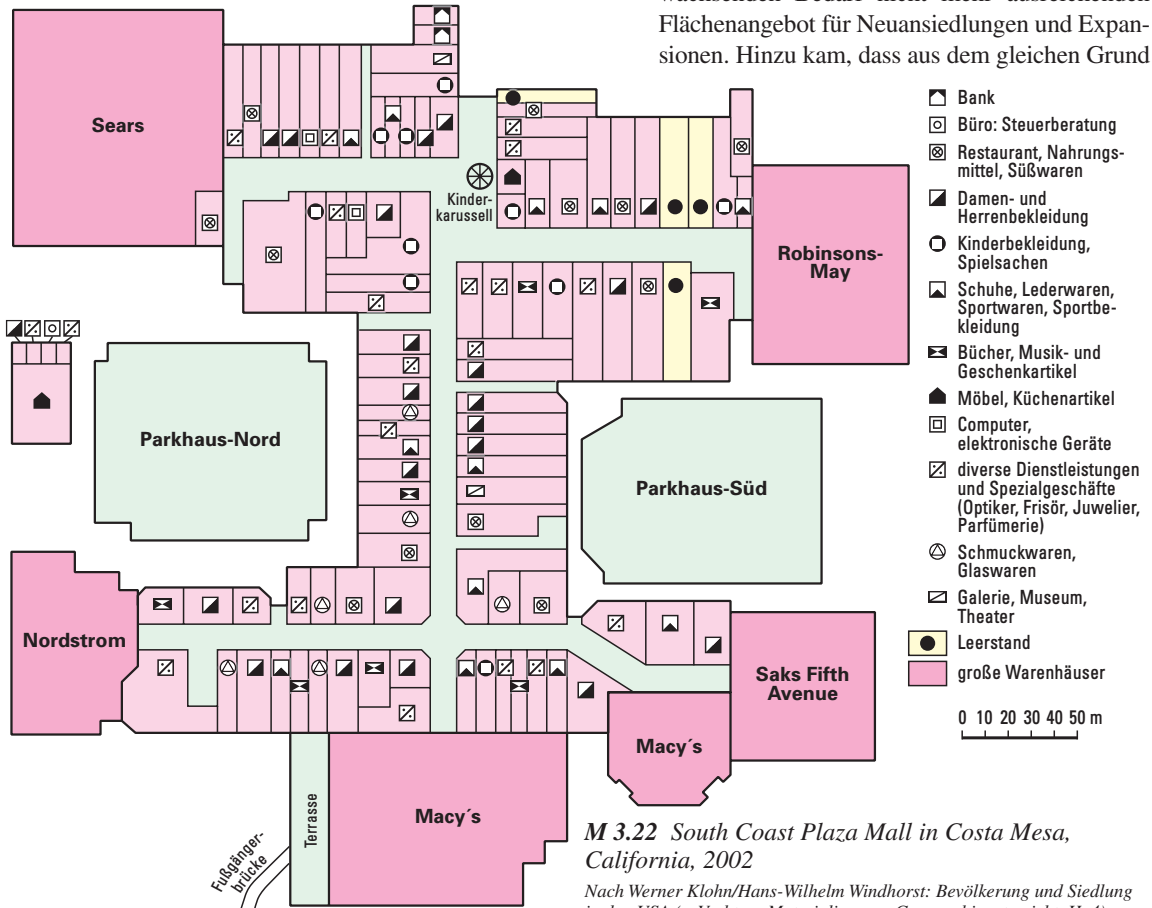 wachsenden Bedarf nicht mehr ausreichenden
Flächenangebot für Neuansiedlungen und Expan-
sionen. Hinzu kam, dass aus dem gleichen Grund
Sears
Kinder-
karussell
Robinsons-
May
Parkhaus-Nord
Parkhaus-Süd
Nordstrom
Saks Fifth
Avenue
Macy´s
Macy´s
Terrasse
Fußgänger-
brücke
Bank
Büro: Steuerberatung
Restaurant, Nahrungs-
mittel, Süßwaren
Damen- und
Herrenbekleidung
Kinderbekleidung,
Spielsachen
Schuhe, Lederwaren,
Sportwaren, Sportbe-
kleidung
Bücher, Musik- und
Geschenkartikel
Möbel, Küchenartikel
Computer,
elektronische Geräte
diverse Dienstleistungen
und Spezialgeschäfte
(Optiker, Frisör, Juwelier,
Parfümerie)
Schmuckwaren,
Glaswaren
Galerie, Museum,
Theater
Leerstand
große Warenhäuser
0 10 20 30 40 50 m
M 3.22 South Coast Plaza Mall in Costa Mesa,
California, 2002
Nach Werner Klohn/Hans-Wilhelm Windhorst: Bevölkerung und Siedlung